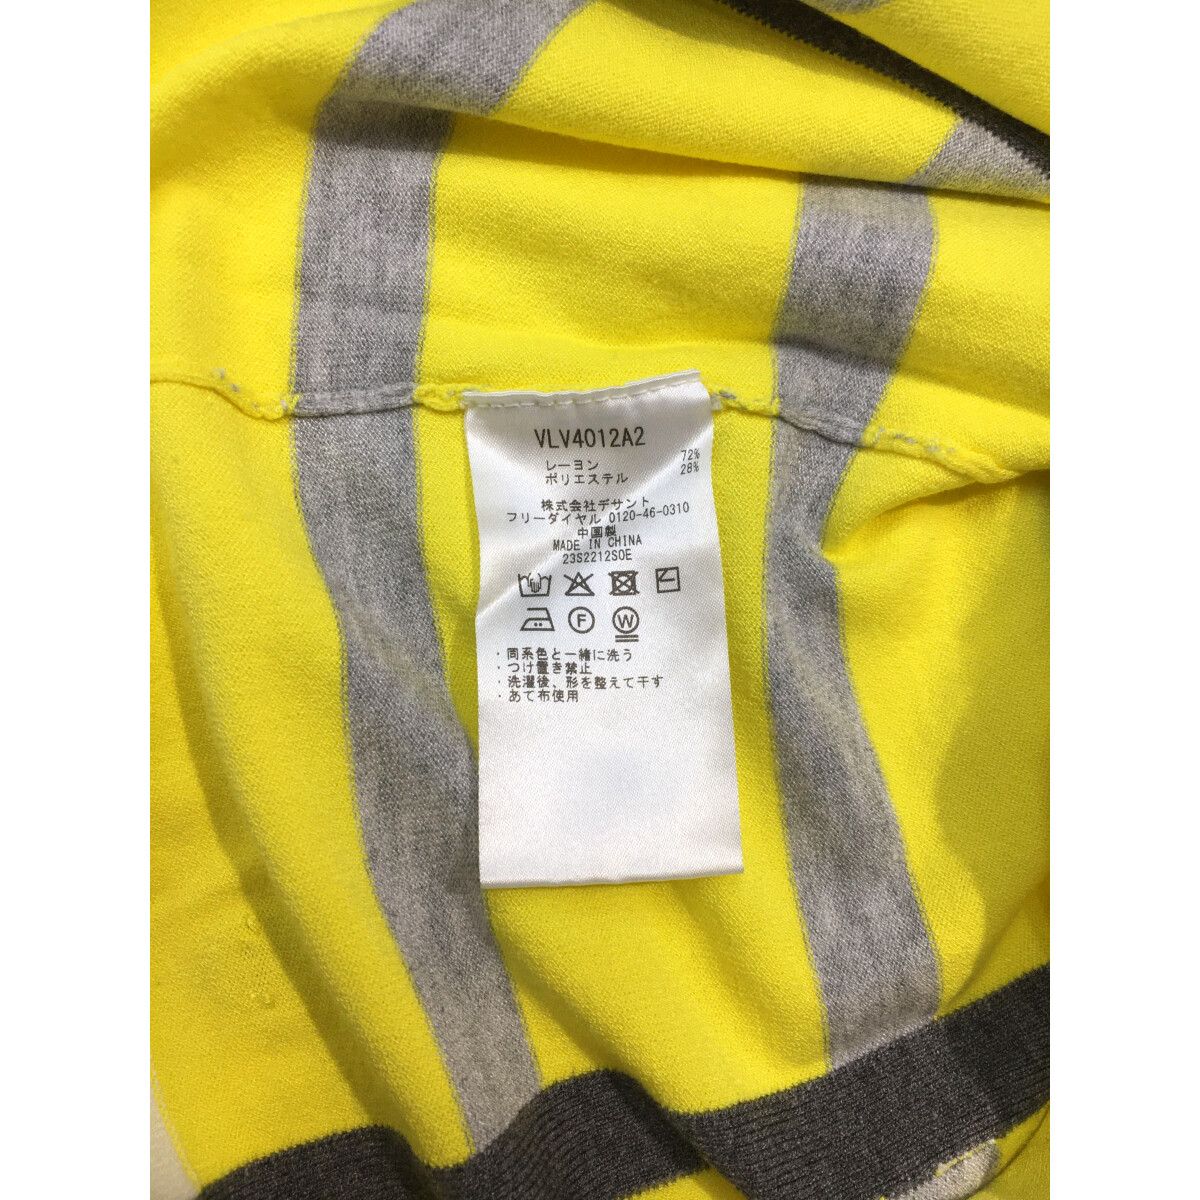 VLV4012A2
レーヨン 72%
ポリエステル 28%
株式会社デサント
フリーダイヤル 0120-46-0310
中国製
MADE IN CHINA
23S2212SOE
F W
・同系色と一緒に洗う
・つけ置き禁止
・洗濯後、形を整えて干す
・あて布使用